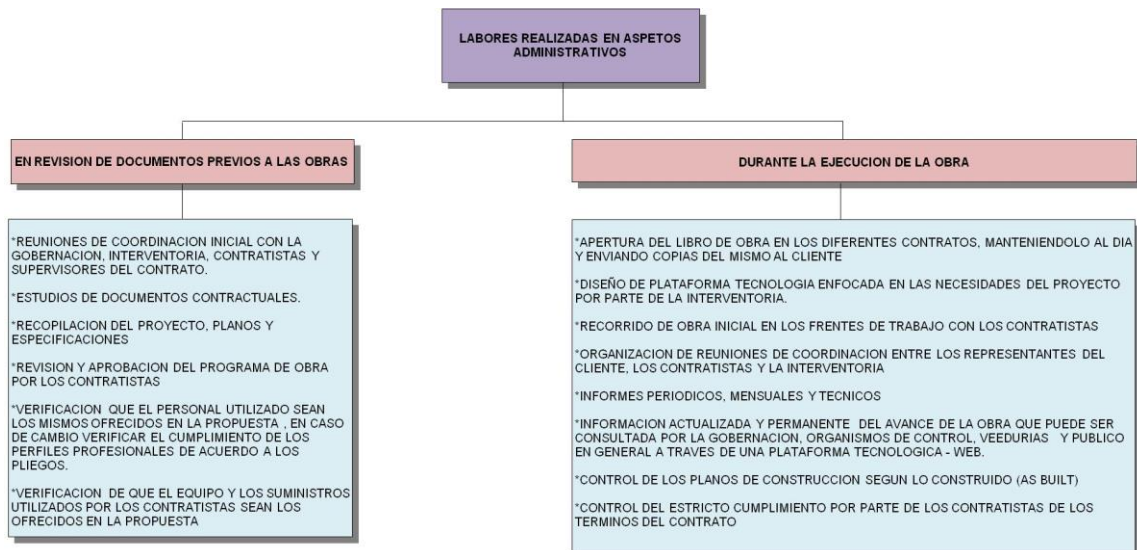 LABORES REALIZADAS EN ASPETOS
ADMINISTRATIVOS
EN REVISION DE DOCUMENTOS PREVIOS A LAS OBRAS
*REUNIONES DE COORDINACION INICIAL CON LA
GOBERNACION, INTERVENTORIA, CONTRATISTAS Y
SUPERVISORES DEL CONTRATO.
*ESTUDIOS DE DOCUMENTOS CONTRACTUALES.
*RECOPILACION DEL PROYECTO, PLANOS Y
ESPECIFICACIONES
*REVISION Y APROBACION DEL PROGRAMA DE OBRA
POR LOS CONTRATISTAS
*VERIFICACION QUE EL PERSONAL UTILIZADO SEAN
LOS MISMOS OFRECIDOS EN LA PROPUESTA , EN CASO
DE CAMBIO VERIFICAR EL CUMPLIMIENTO DE LOS
PERFILES PROFESIONALES DE ACUERDO A LOS
PLIEGOS.
*VERIFICACION DE QUE EL EQUIPO Y LOS SUMINISTROS
UTILIZADOS POR LOS CONTRATISTAS SEAN LOS
OFRECIDOS EN LA PROPUESTA
DURANTE LA EJECUCION DE LA OBRA
*APERTURA DEL LIBRO DE OBRA EN LOS DIFERENTES CONTRATOS, MANTENIENDOLO AL DIA
Y ENVIANDO COPIAS DEL MISMO AL CLIENTE
*DISEÑO DE PLATAFORMA TECNOLOGIA ENFOCADA EN LAS NECESIDADES DEL PROYECTO
POR PARTE DE LA INTERVENTORIA.
*RECORRIDO DE OBRA INICIAL EN LOS FRENTES DE TRABAJO CON LOS CONTRATISTAS
*ORGANIZACION DE REUNIONES DE COORDINACION ENTRE LOS REPRESENTANTES DEL
CLIENTE, LOS CONTRATISTAS Y LA INTERVENTORIA
*INFORMES PERIODICOS, MENSUALES Y TECNICOS
*INFORMACION ACTUALIZADA Y PERMANENTE DEL AVANCE DE LA OBRA QUE PUEDE SER
CONSULTADA POR LA GOBERNACION, ORGANISMOS DE CONTROL, VEEDURIAS Y PUBLICO
EN GENERAL A TRAVES DE UNA PLATAFORMA TECNOLOGICA - WEB.
*CONTROL DE LOS PLANOS DE CONSTRUCCION SEGUN LO CONSTRUIDO (AS BUILT)
*CONTROL DEL ESTRICTO CUMPLIMIENTO POR PARTE DE LOS CONTRATISTAS DE LOS
TERMINOS DEL CONTRATO